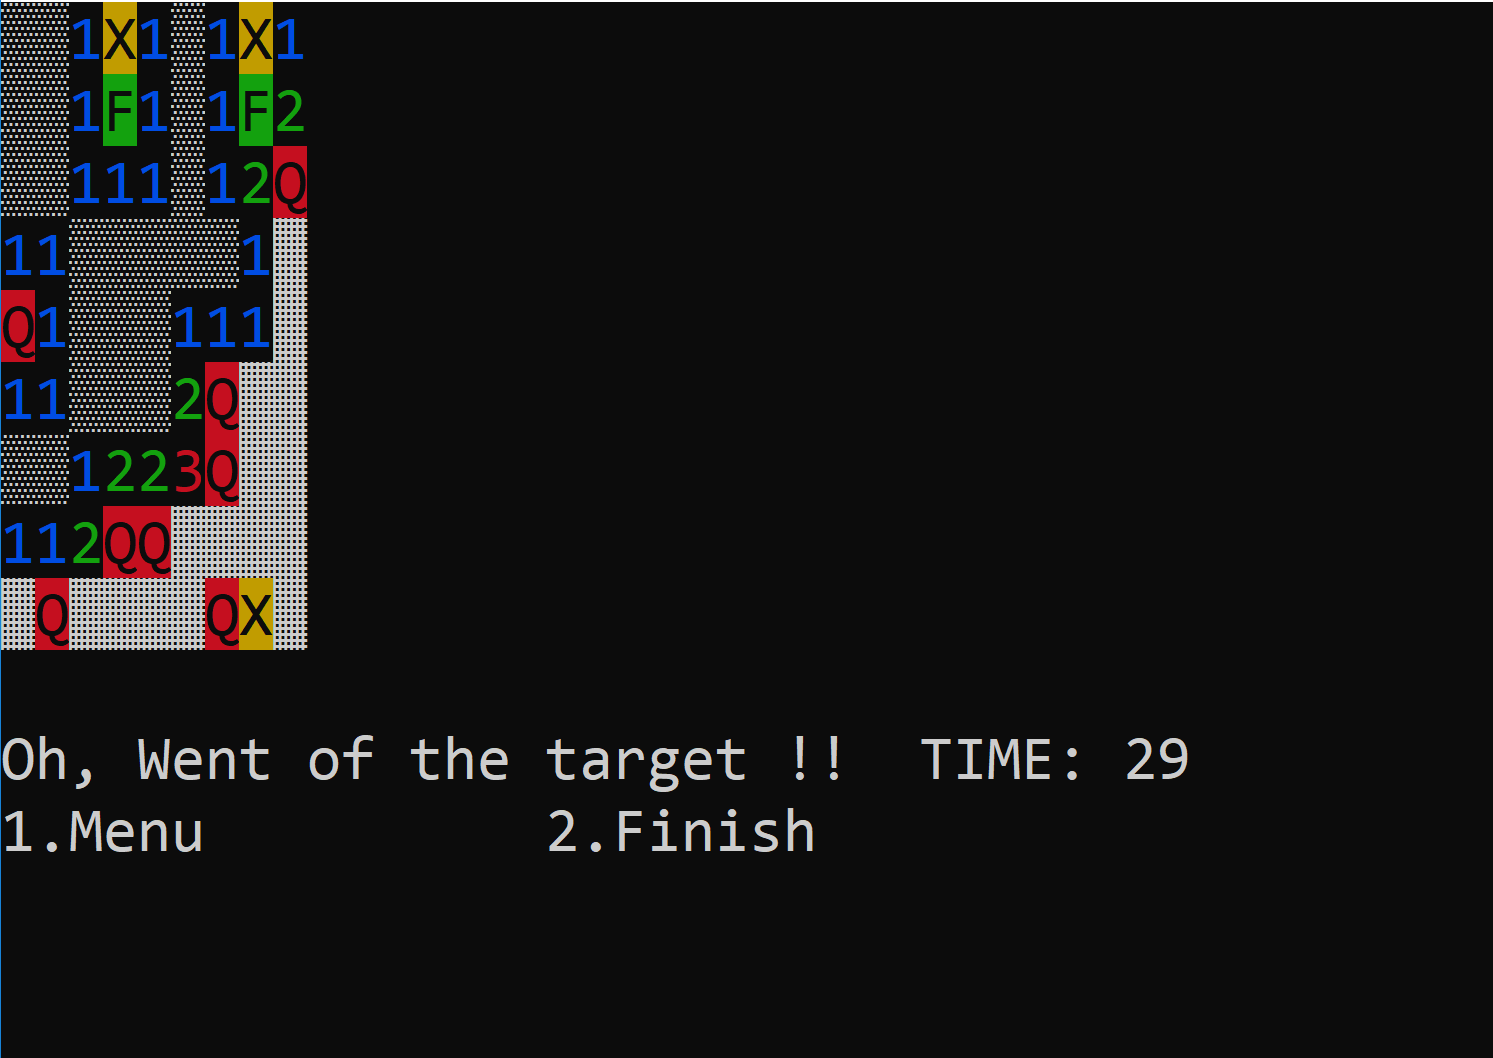 1X1 1X1
1F1 1F2
111 12Q
11 1
Q1 111
11 2Q
1223Q
112QQ
Q QX
Oh, Went of the target !! TIME: 29
1.Menu 2.Finish